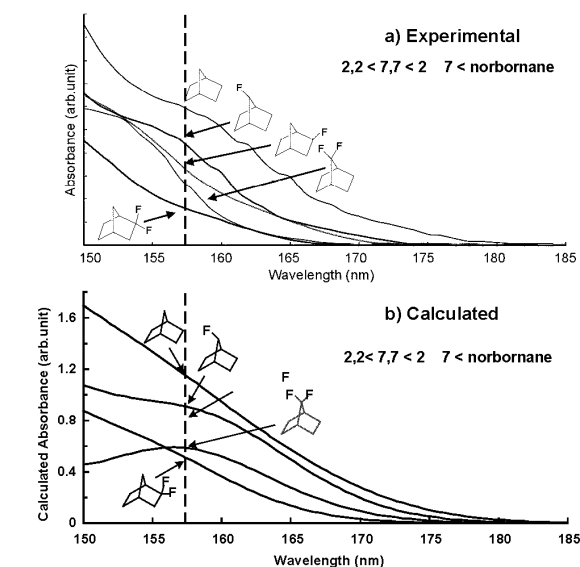 a) Experimental
2,2 < 7,7 < 2 7 < norbornane
Absorbance (arb.unit)
F
F
F F
F
F
150 155 160 165 170 175 180 185
Wavelength (nm)
b) Calculated
2,2< 7,7 < 2 7 < norbornane
Calculated Absorbance (arb.unit)
1.6
1.2
0.8
0.4
0
F
F
F F
F
F
150 155 160 165 170 175 180 185
Wavelength (nm)